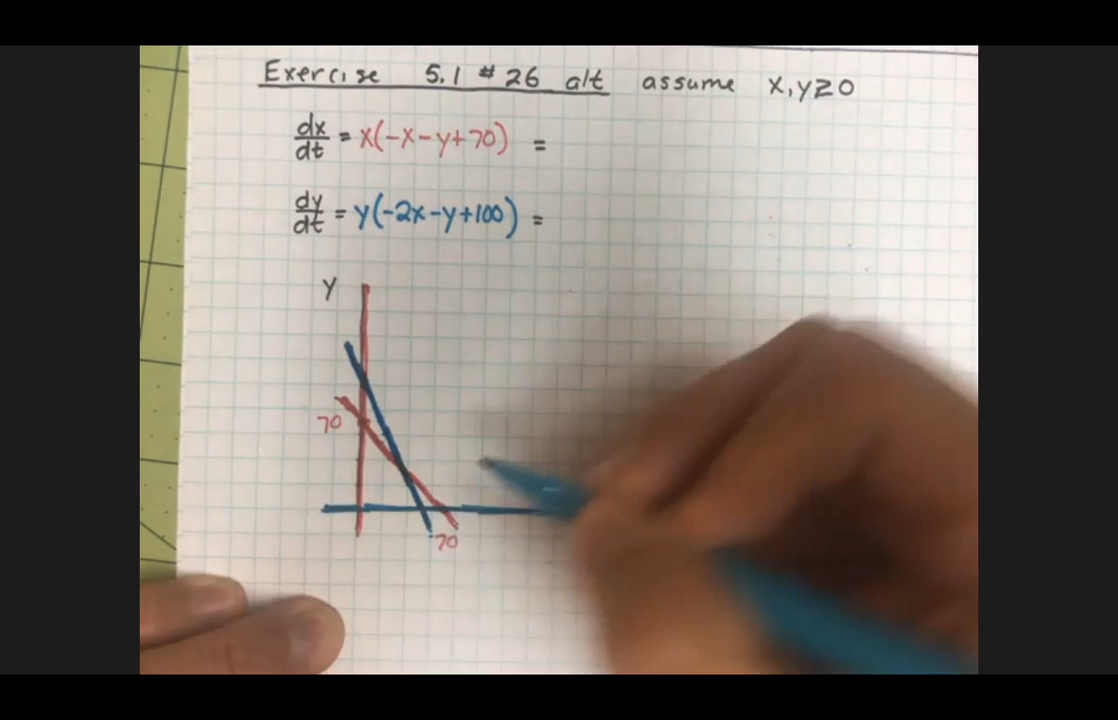 Exercise 5.1 # 26 alt assume x,y≥0
dx/dt = x(-x-y+70) =
dy/dt = y(-2x-y+100) =
y
70
70